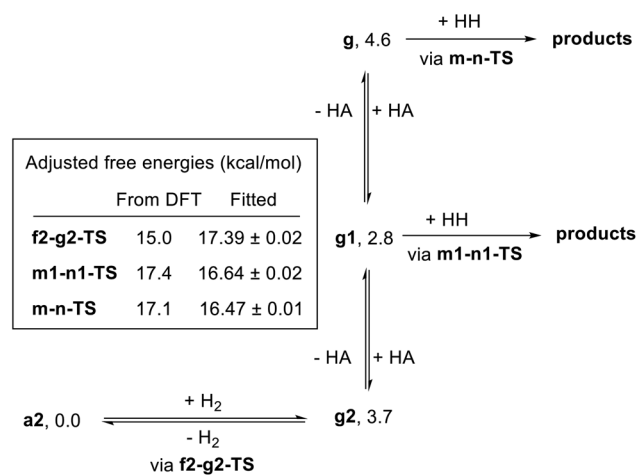 g, 4.6
+ HH
via m-n-TS
products
- HA
+ HA
Adjusted free energies (kcal/mol)
From DFT Fitted
f2-g2-TS 15.0 17.39 ± 0.02
m1-n1-TS 17.4 16.64 ± 0.02
m-n-TS 17.1 16.47 ± 0.01
g1, 2.8
+ HH
via m1-n1-TS
products
- HA
+ HA
a2, 0.0
+ H₂
- H₂
via f2-g2-TS
g2, 3.7